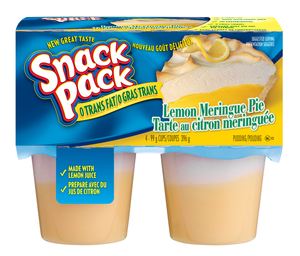 NEW GREAT TASTE
NOUVEAU GOÛT DÉLICIEUX
Snack
Pack
0 TRANS FAT/0 GRAS TRANS
Lemon Meringue Pie
Tarte au citron meringuée
4 - 99 g CUPS/COUPES 396 g
PUDDING/POUDING
MADE WITH
LEMON JUICE
PRÉPARÉ AVEC DU
JUS DE CITRON